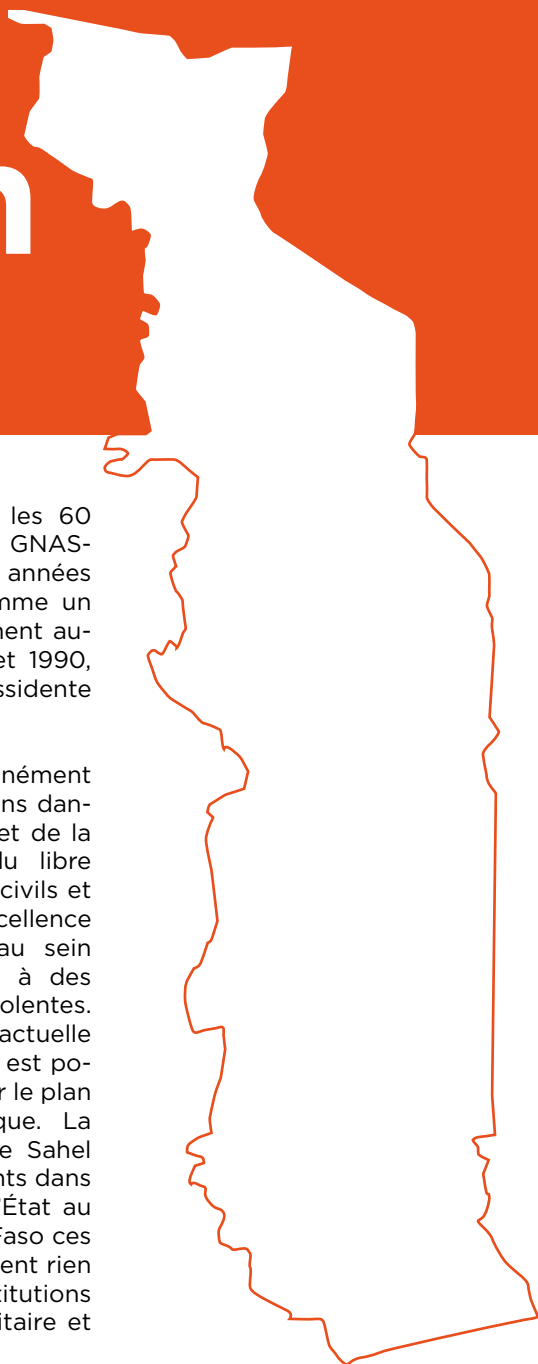 n
les 60
GNAS-
années
mme un
ment au-
et 1990,
ssidente
nément
ns dan-
et de la
du libre
civils et
cellence
au sein
à des
olentes.
actuelle
est po-
r le plan
que. La
e Sahel
nts dans
'État au
Faso ces
ent rien
titutions
itaire et